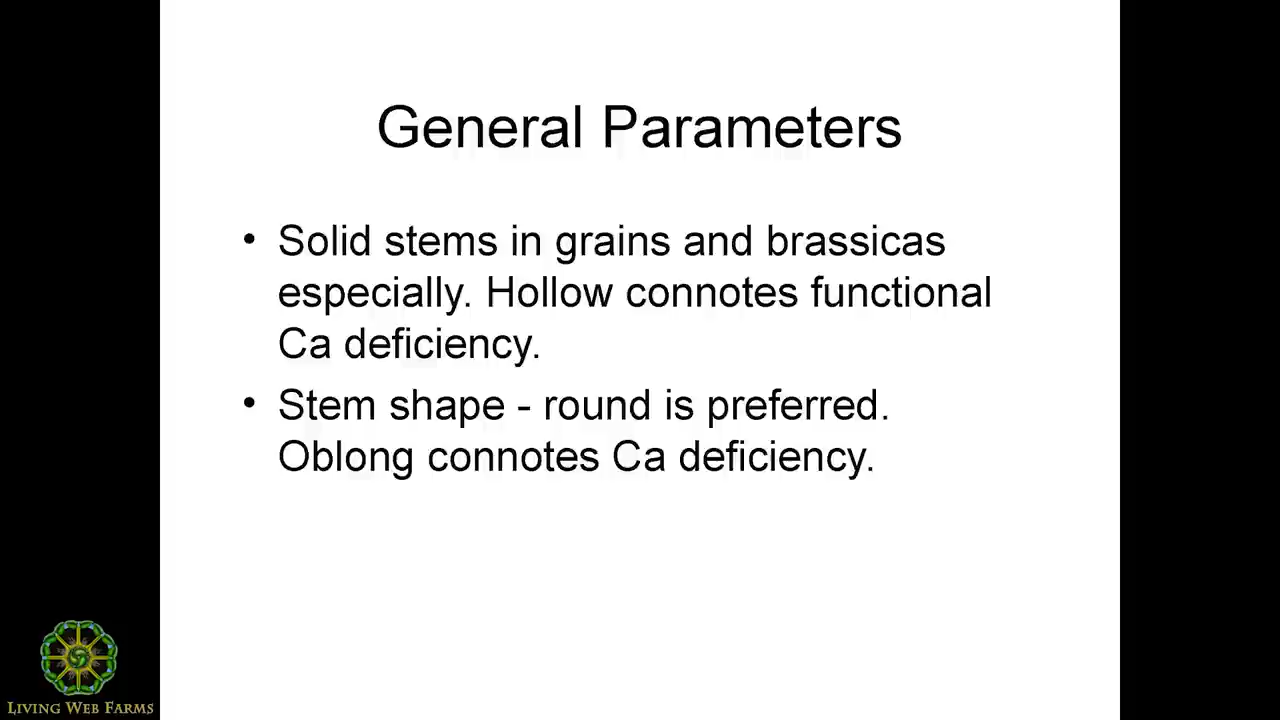 General Parameters
• Solid stems in grains and brassicas
especially. Hollow connotes functional
Ca deficiency.
• Stem shape - round is preferred.
Oblong connotes Ca deficiency.
LIVING WEB FARMS